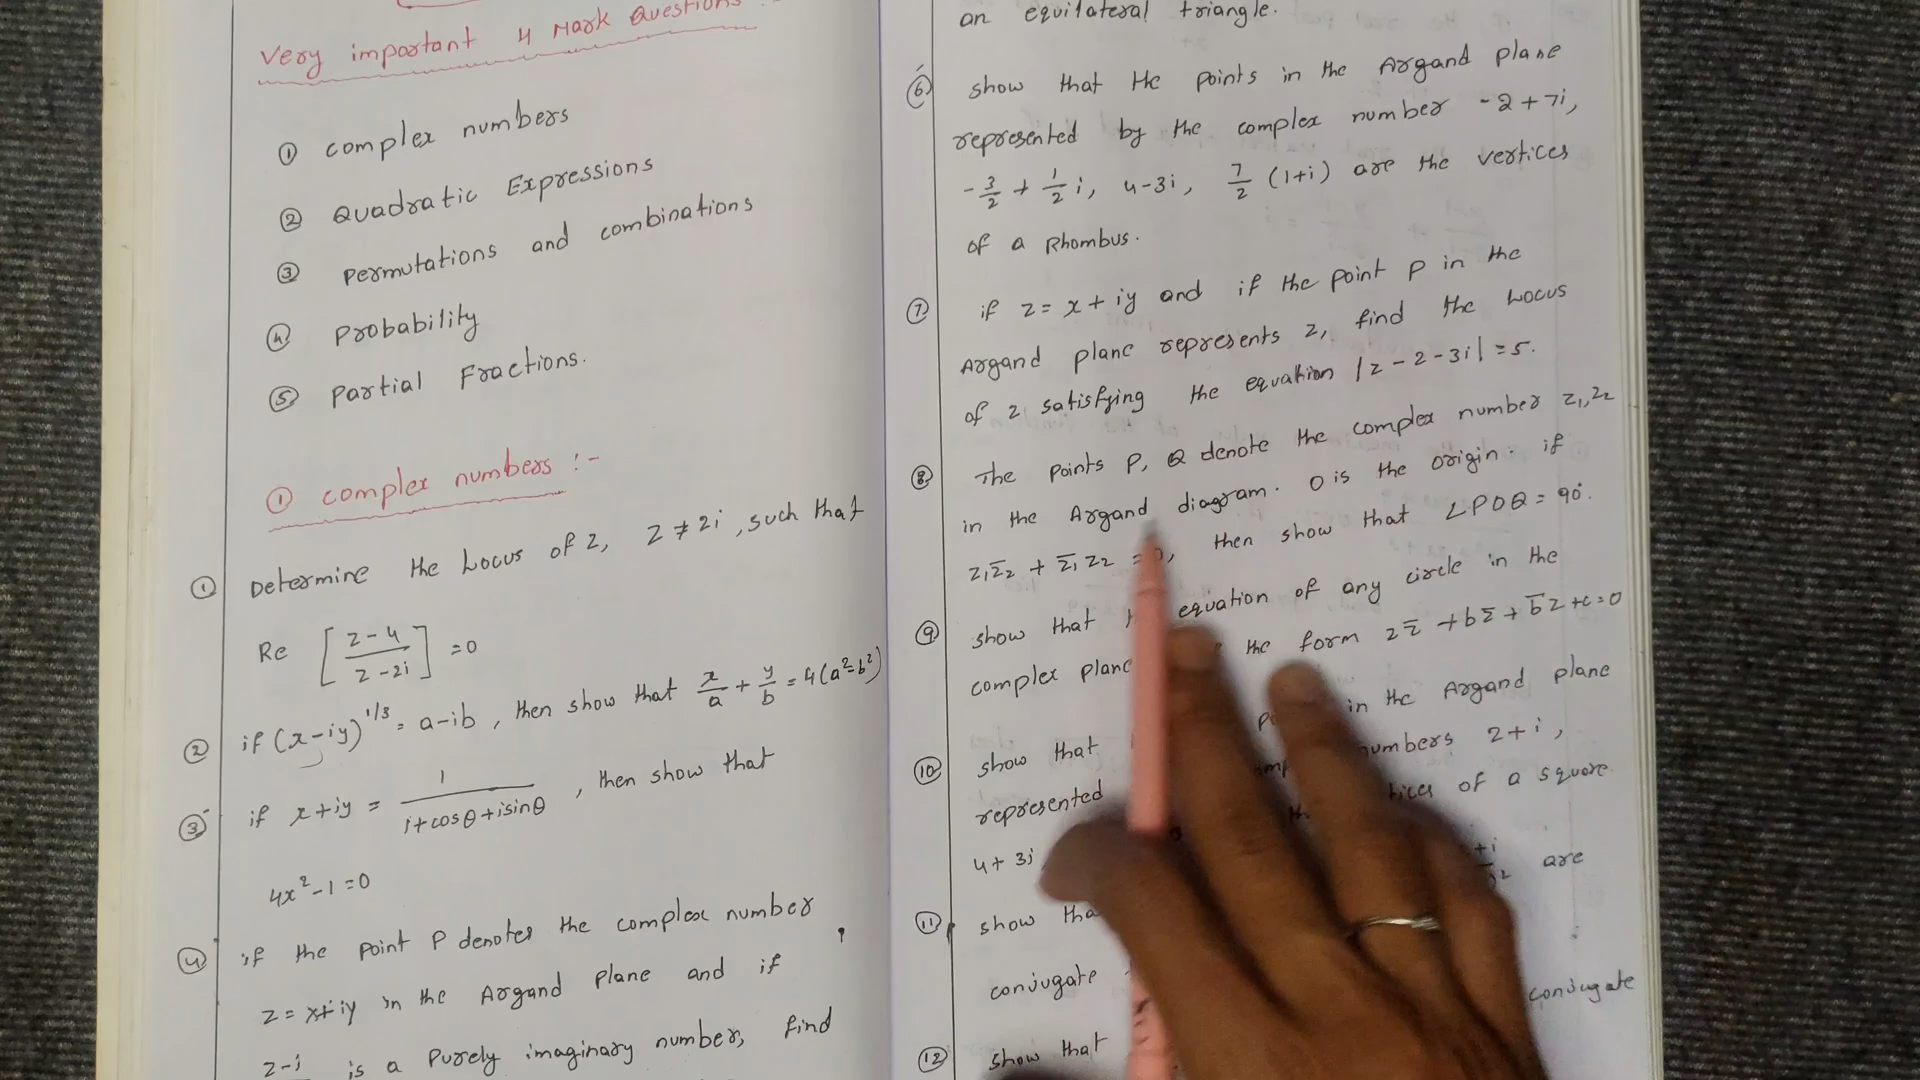 Very important 4 Mark Questions :-
① complex numbers
② Quadratic Expressions
③ permutations and combinations
④ probability
⑤ partial Fractions.
① complex numbers :-
① Determine the Locus of z, z ≠ 2i, such that
Re [z-4 / z-2i] = 0
② if (x-iy)^1/3 = a-ib, then show that x/a + y/b = 4(a²-b²)
③ if x+iy = 1 / 1+cosθ+isinθ, then show that
4x²-1=0
④ if the point P denotes the complex number
z = x+iy in the Argand plane and if
z-i is a purely imaginary number, find
an equilateral triangle.
⑥ show that the points in the Argand plane
represented by the complex number -2+7i,
-3/2 + 1/2 i, 4-3i, 7/2 (1+i) are the vertices
of a Rhombus.
⑦ if z = x+iy and if the point P in the
Argand plane represents z, find the Locus
of z satisfying the equation |z-2-3i| = 5.
⑧ The points P, Q denote the complex number z₁, z₂
in the Argand diagram. O is the origin. if
z₁z̅₂ + z̅₁z₂ = 0, then show that ∠POQ = 90°.
⑨ show that equation of any circle in the
complex plane the form zz̅ + bz̅ + b̅z + c = 0
⑩ show that in the Argand plane
represented numbers 2+i,
4+3i of a square
⑪ show are
conjugate conjugate
⑫ show that